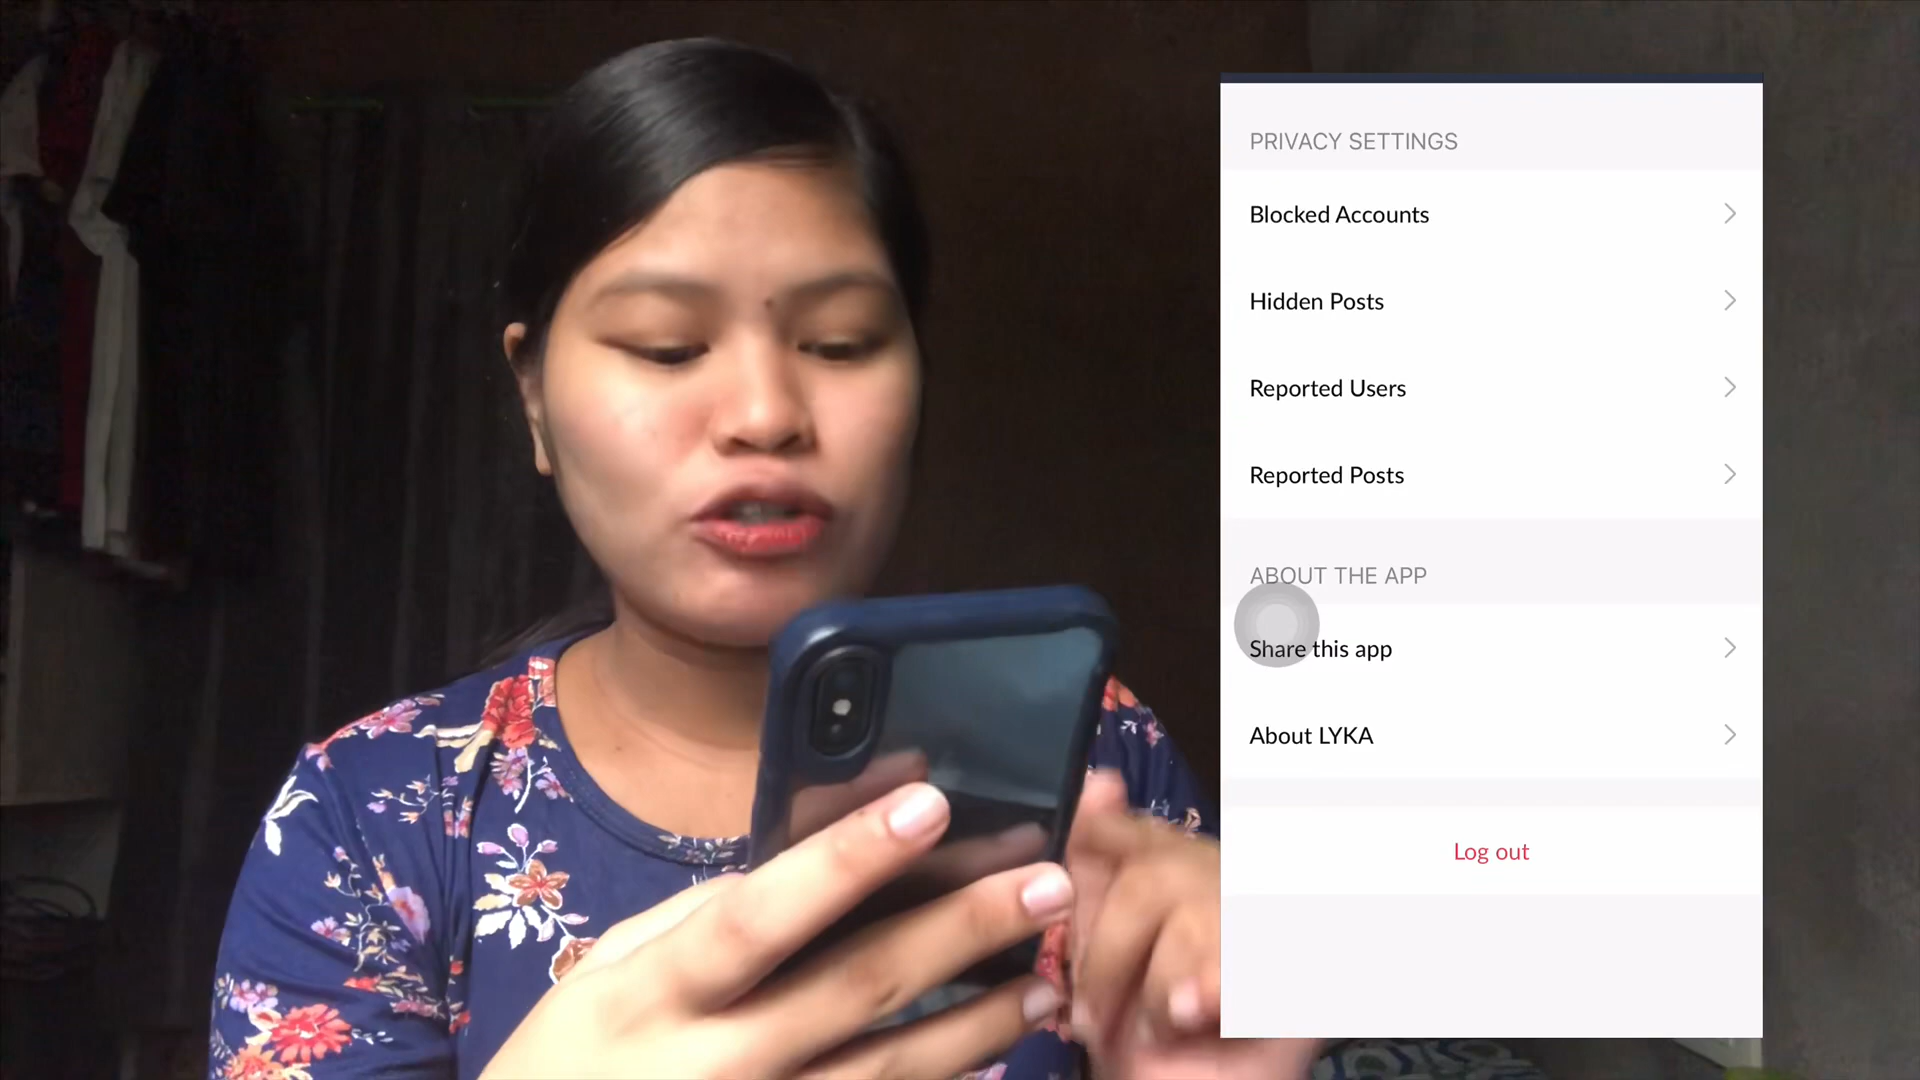 PRIVACY SETTINGS
Blocked Accounts
Hidden Posts
Reported Users
Reported Posts
ABOUT THE APP
Share this app
About LYKA
Log out